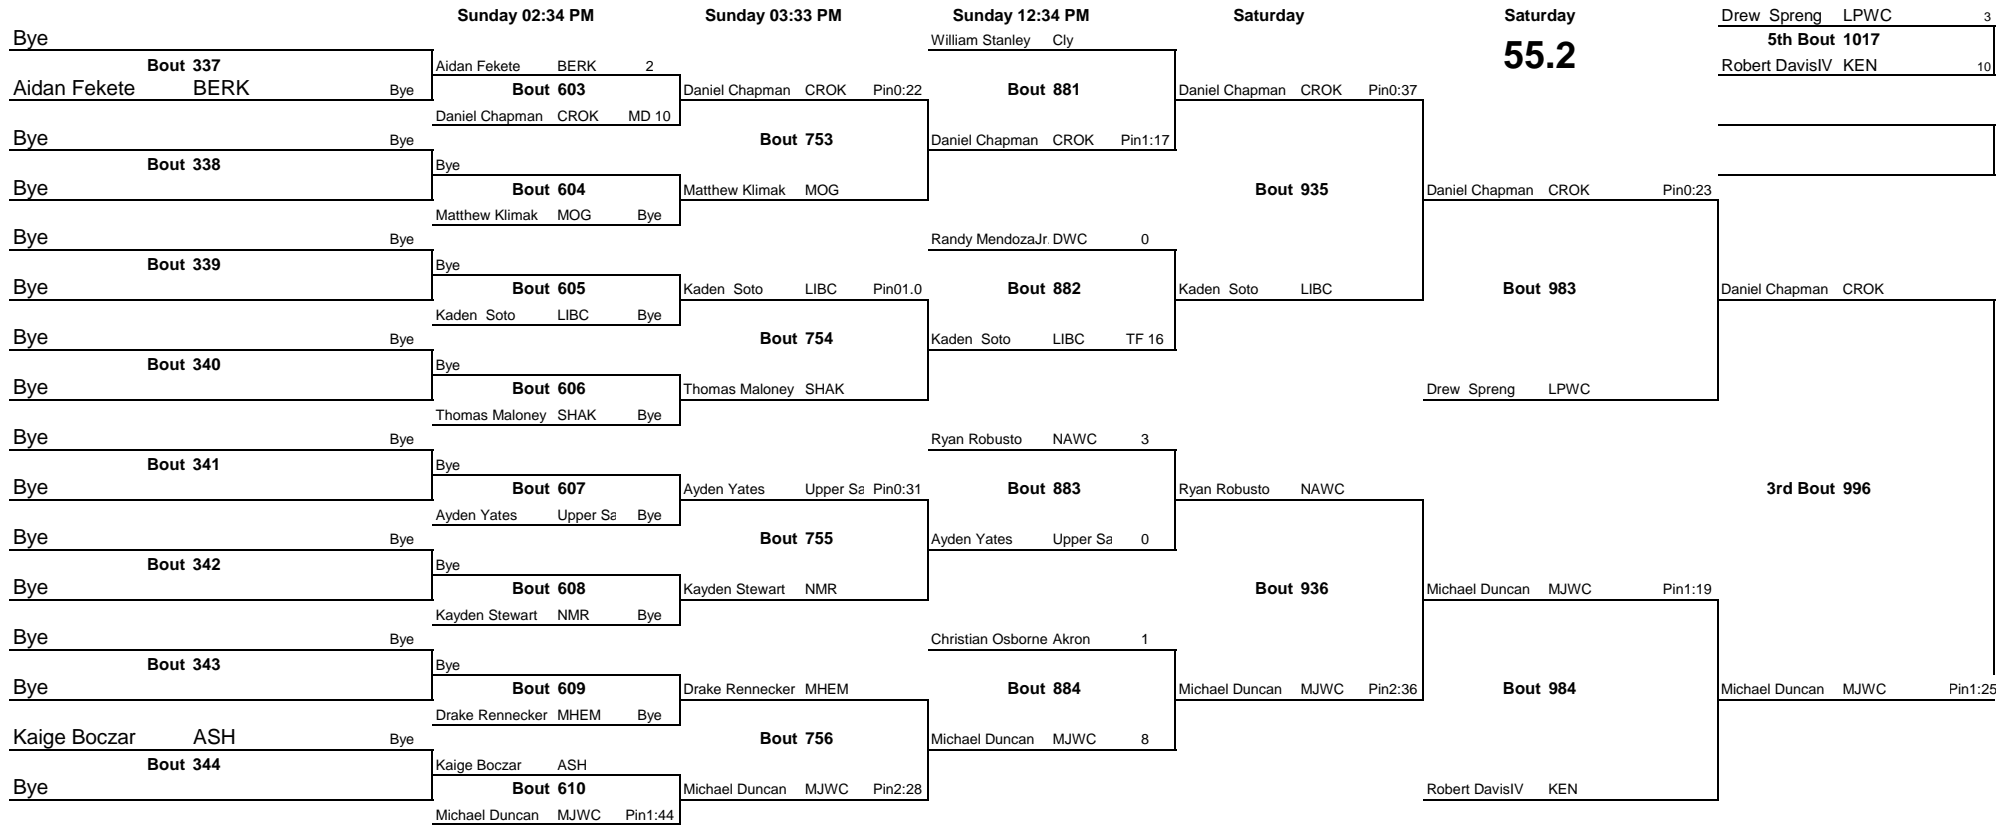 Sunday 02:34 PM Sunday 03:33 PM Sunday 12:34 PM Saturday Saturday Drew Spreng LPWC 3
Bye William Stanley Cly 55.2 5th Bout 1017
Bout 337 Aidan Fekete BERK 2 Robert DavisIV KEN 10
Aidan Fekete BERK Bye Bout 603 Daniel Chapman CROK Pin0:22 Bout 881 Daniel Chapman CROK Pin0:37
Daniel Chapman CROK MD 10
Bye Bye Bout 753 Daniel Chapman CROK Pin1:17
Bout 338 Bye
Bye Bout 604 Matthew Klimak MOG Bout 935 Daniel Chapman CROK Pin0:23
Matthew Klimak MOG Bye
Bye Bye Randy MendozaJr. DWC 0
Bout 339 Bye
Bye Bout 605 Kaden Soto LIBC Pin01.0 Bout 882 Kaden Soto LIBC Bout 983 Daniel Chapman CROK
Kaden Soto LIBC Bye
Bye Bye Bout 754 Kaden Soto LIBC TF 16
Bout 340 Bye
Bye Bout 606 Thomas Maloney SHAK Drew Spreng LPWC
Thomas Maloney SHAK Bye
Bye Bye Ryan Robusto NAWC 3
Bout 341 Bye
Bye Bout 607 Ayden Yates Upper Sa Pin0:31 Bout 883 Ryan Robusto NAWC 3rd Bout 996
Ayden Yates Upper Sa Bye
Bye Bye Bout 755 Ayden Yates Upper Sa 0
Bout 342 Bye
Bye Bout 608 Kayden Stewart NMR Bout 936 Michael Duncan MJWC Pin1:19
Kayden Stewart NMR Bye
Bye Bye Christian Osborne Akron 1
Bout 343 Bye
Bye Bout 609 Drake Rennecker MHEM Bout 884 Michael Duncan MJWC Pin2:36 Bout 984 Michael Duncan MJWC Pin1:25
Drake Rennecker MHEM Bye
Kaige Boczar ASH Bye Bout 756 Michael Duncan MJWC 8
Bout 344 Kaige Boczar ASH
Bye Bout 610 Michael Duncan MJWC Pin2:28 Robert DavisIV KEN
Michael Duncan MJWC Pin1:44